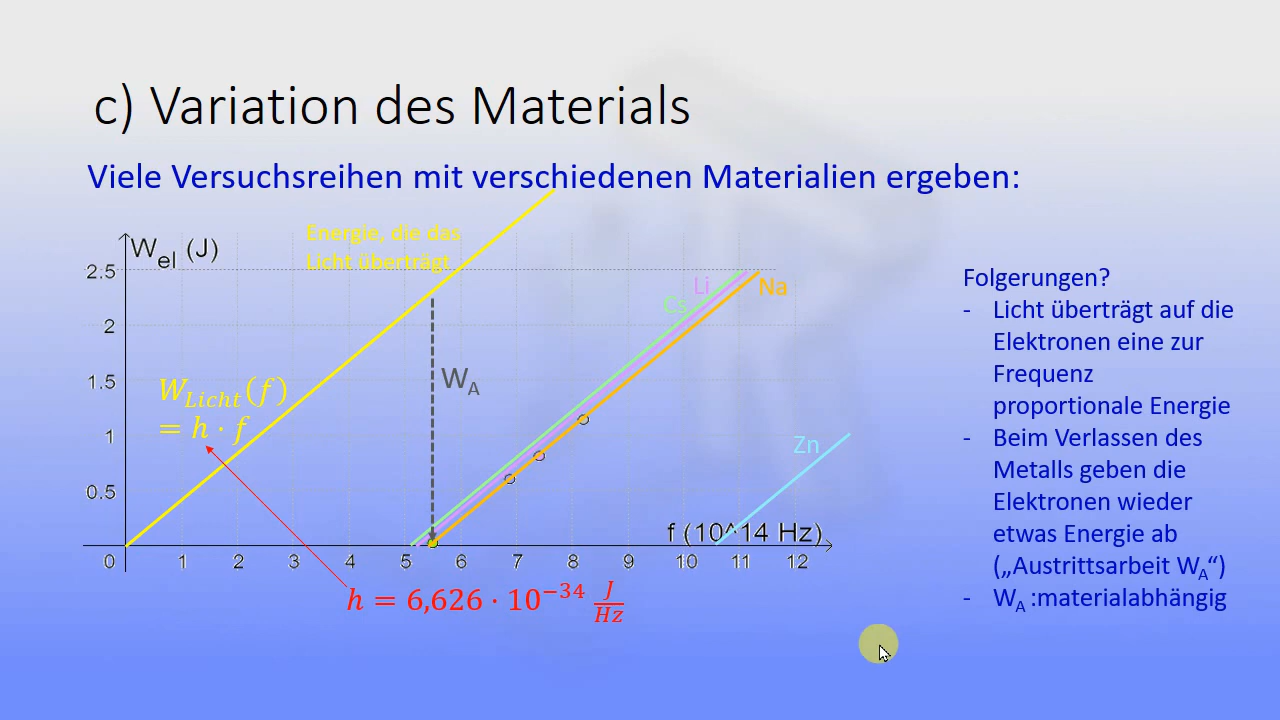 c) Variation des Materials
Viele Versuchsreihen mit verschiedenen Materialien ergeben:
Energie, die das
Licht überträgt
W_el (J)
2.5
2
1.5
1
0.5
0
1
2
3
4
5
6
7
8
9
10
11
12
f (10^14 Hz)
W_Licht(f)
= h · f
W_A
Cs
Li
Na
Zn
h = 6,626 · 10^−34 J/Hz
Folgerungen?
- Licht überträgt auf die
Elektronen eine zur
Frequenz
proportionale Energie
- Beim Verlassen des
Metalls geben die
Elektronen wieder
etwas Energie ab
(„Austrittsarbeit W_A“)
- W_A :materialabhängig